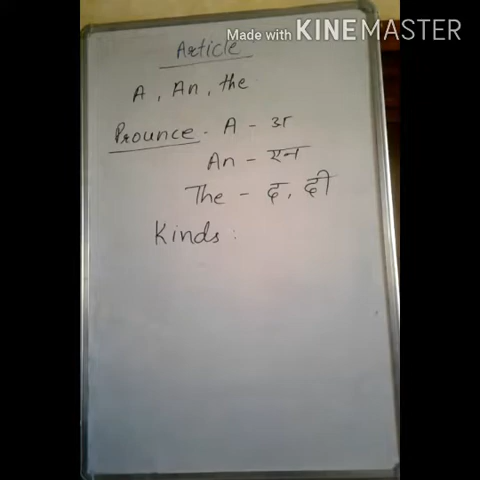 Made with KINEMASTER
Article
A, An, the
Prounce. A - अ
An - एन
The - द, दी
Kinds :